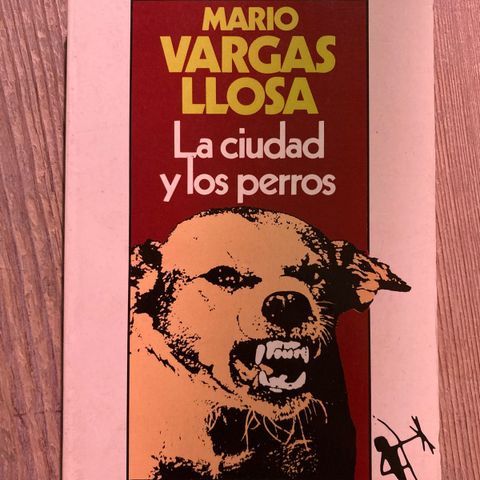 MARIO
VARGAS
LLOSA
La ciudad
y los perros